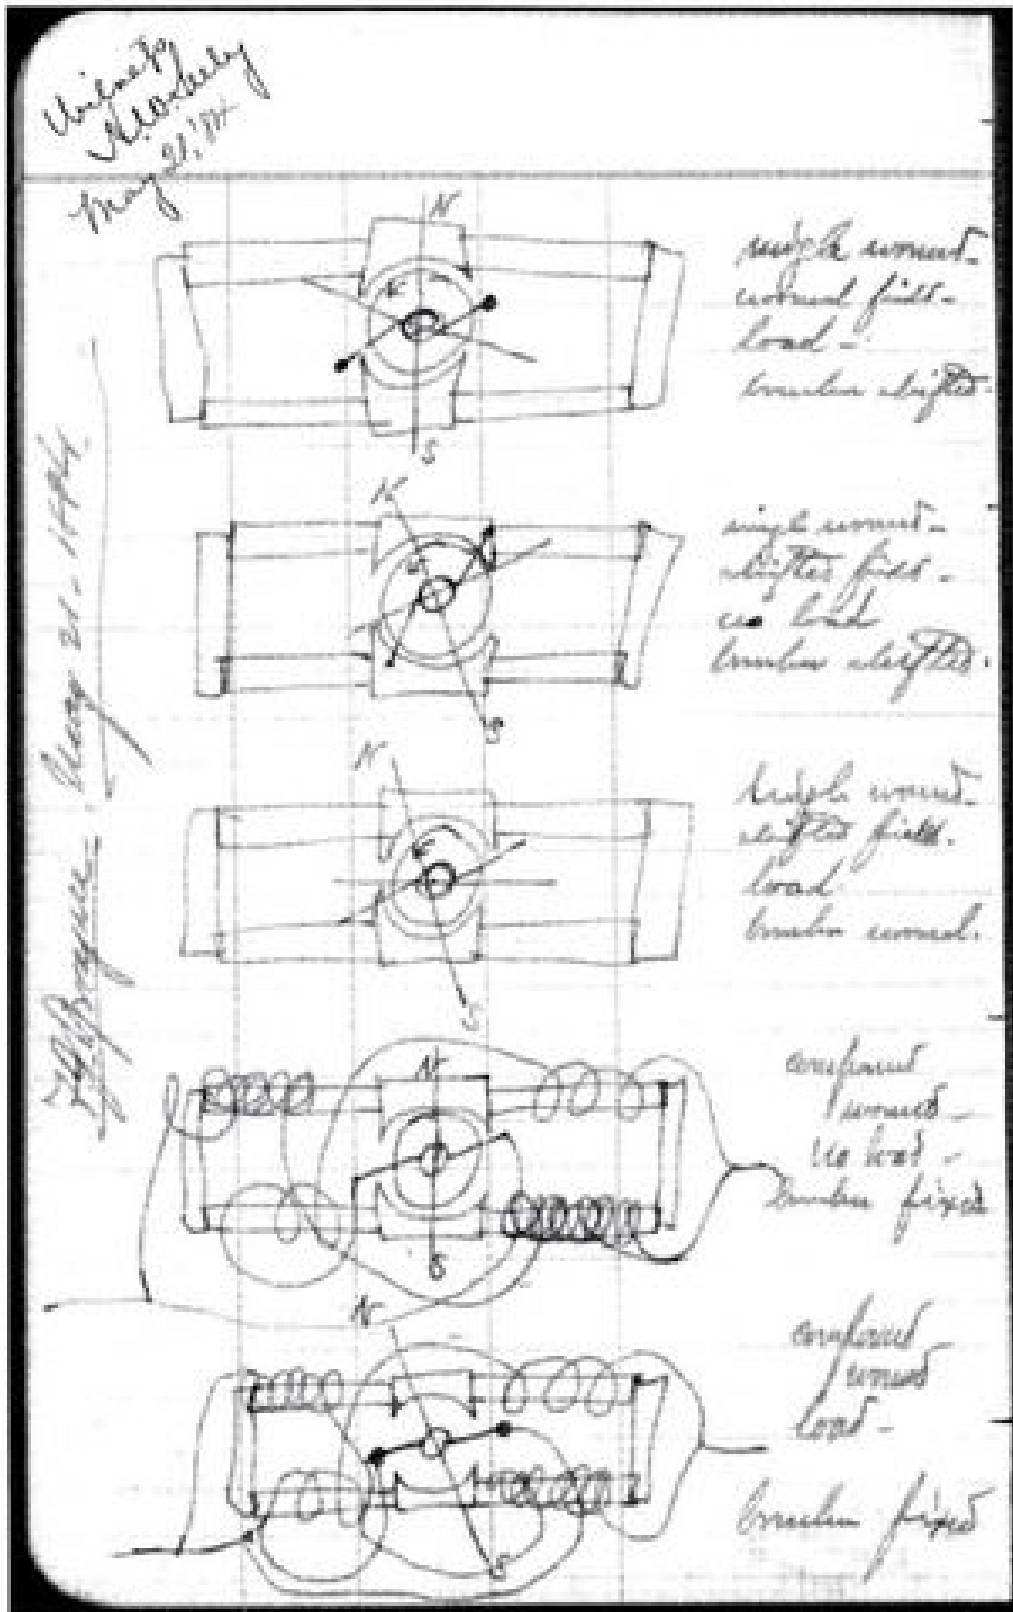 Witness
May 21, '84
N
single wound -
normal field -
load -
brushes shifted.
S
N
single wound -
shifted field -
no load
brushes shifted.
S
N
single wound -
shifted field.
load
brushes normal.
S
N
compound
wound -
no load -
brushes fixed
S
N
compound
wound
load -
brushes fixed
S
May 21 - 1884